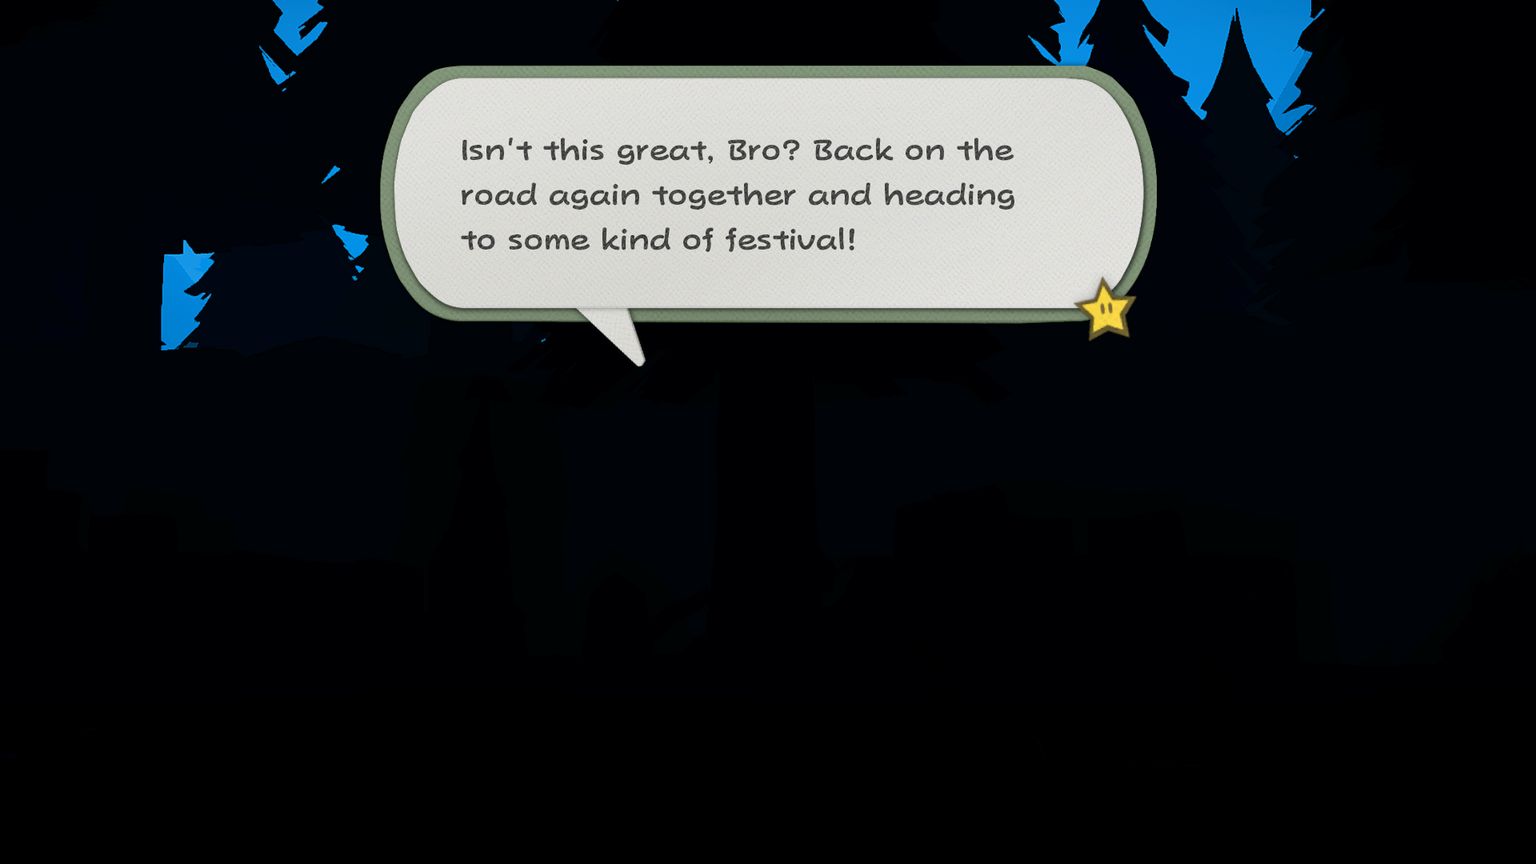 Isn't this great, Bro? Back on the
road again together and heading
to some kind of festival!